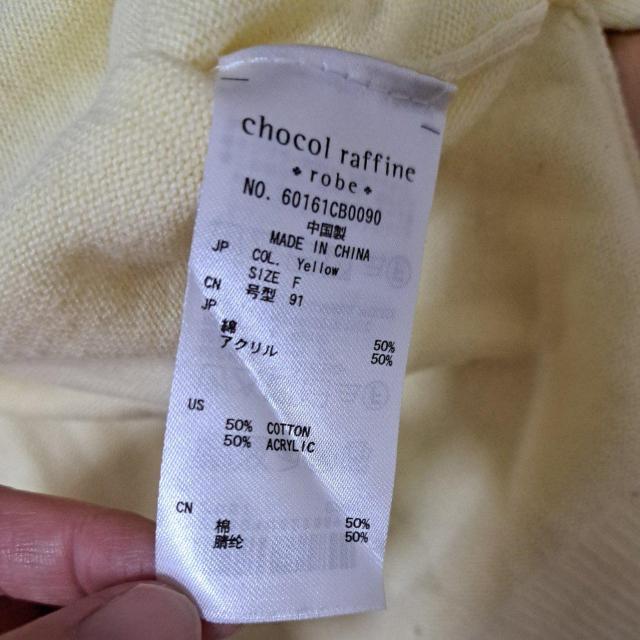 chocol raffine
robe
NO. 60161CB0090
中国製
MADE IN CHINA
JP COL. Yellow
SIZE F
CN 号型 91
JP
綿 50%
アクリル 50%
US
50% COTTON
50% ACRYLIC
CN
棉 50%
腈纶 50%